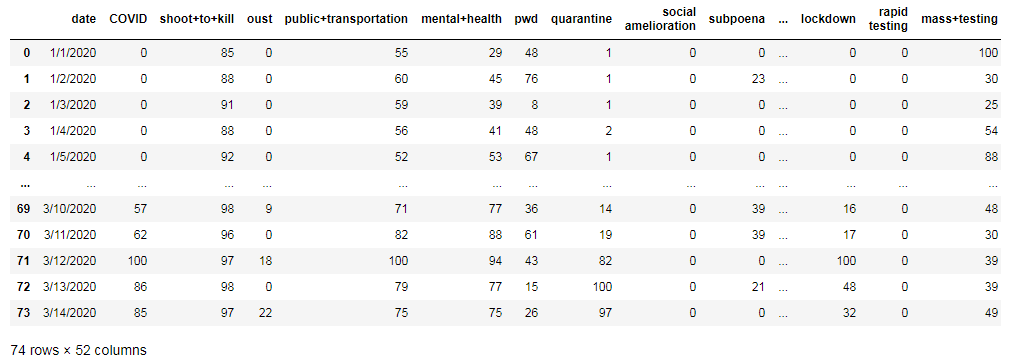 date COVID shoot+to+kill oust public+transportation mental+health pwd quarantine social amelioration subpoena ... lockdown rapid testing mass+testing
0 1/1/2020 0 85 0 55 29 48 1 0 0 ... 0 0 100
1 1/2/2020 0 88 0 60 45 76 1 0 23 ... 0 0 30
2 1/3/2020 0 91 0 59 39 8 1 0 0 ... 0 0 25
3 1/4/2020 0 88 0 56 41 48 2 0 0 ... 0 0 54
4 1/5/2020 0 92 0 52 53 67 1 0 0 ... 0 0 88
... ... ... ... ... ... ... ... ... ... ... ... ... ... ...
69 3/10/2020 57 98 9 71 77 36 14 0 39 ... 16 0 48
70 3/11/2020 62 96 0 82 88 61 19 0 39 ... 17 0 30
71 3/12/2020 100 97 18 100 94 43 82 0 0 ... 100 0 39
72 3/13/2020 86 98 0 79 77 15 100 0 21 ... 48 0 39
73 3/14/2020 85 97 22 75 75 26 97 0 0 ... 32 0 49
74 rows × 52 columns